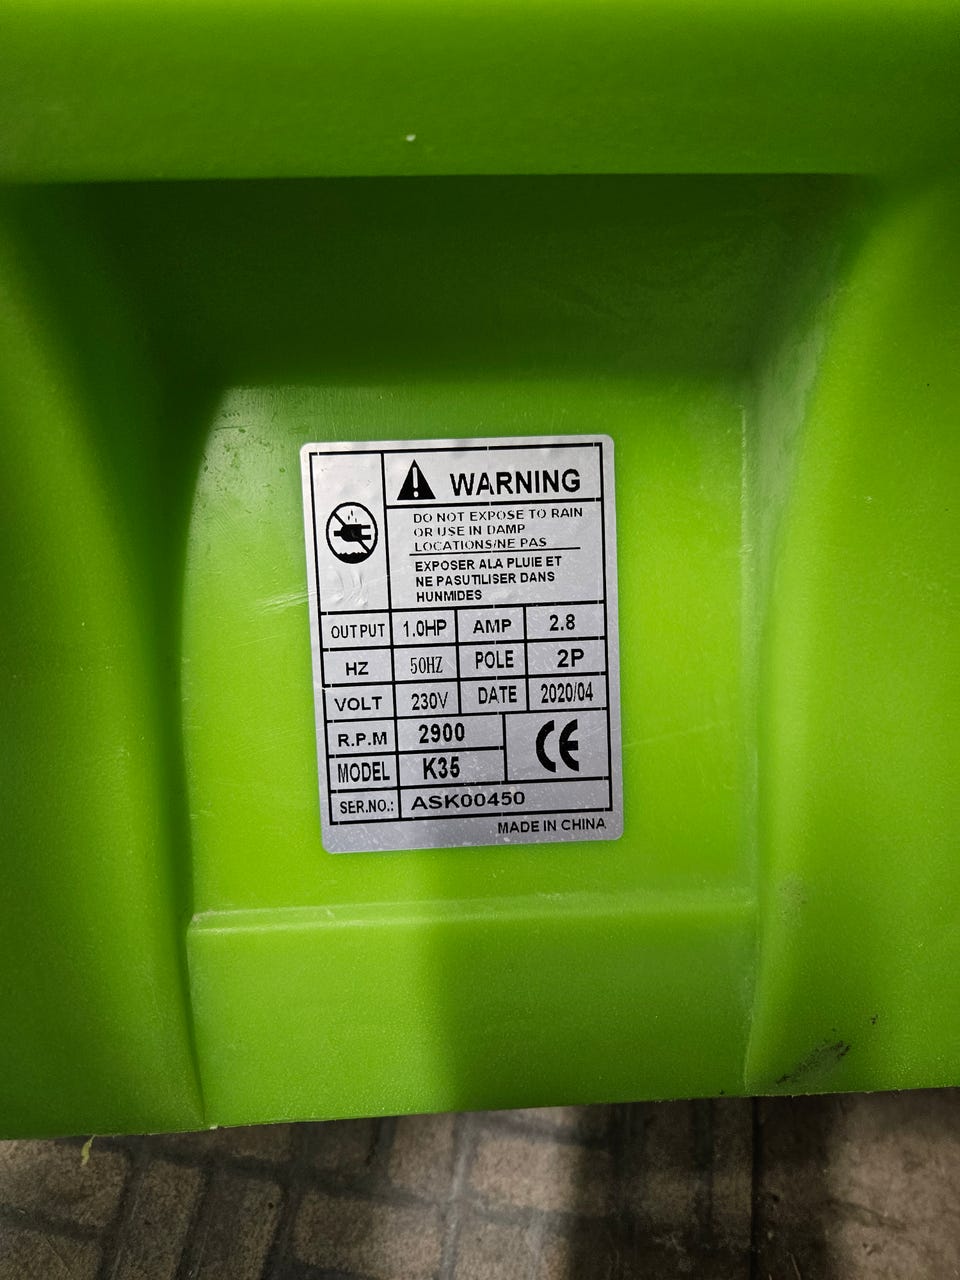 WARNING
DO NOT EXPOSE TO RAIN
OR USE IN DAMP
LOCATIONS/NE PAS
EXPOSER ALA PLUIE ET
NE PASUTILISER DANS
HUNMIDES
OUTPUT 1.0HP AMP 2.8
HZ 50HZ POLE 2P
VOLT 230V DATE 2020/04
R.P.M 2900
CE
MODEL K35
SER.NO.: ASK00450
MADE IN CHINA